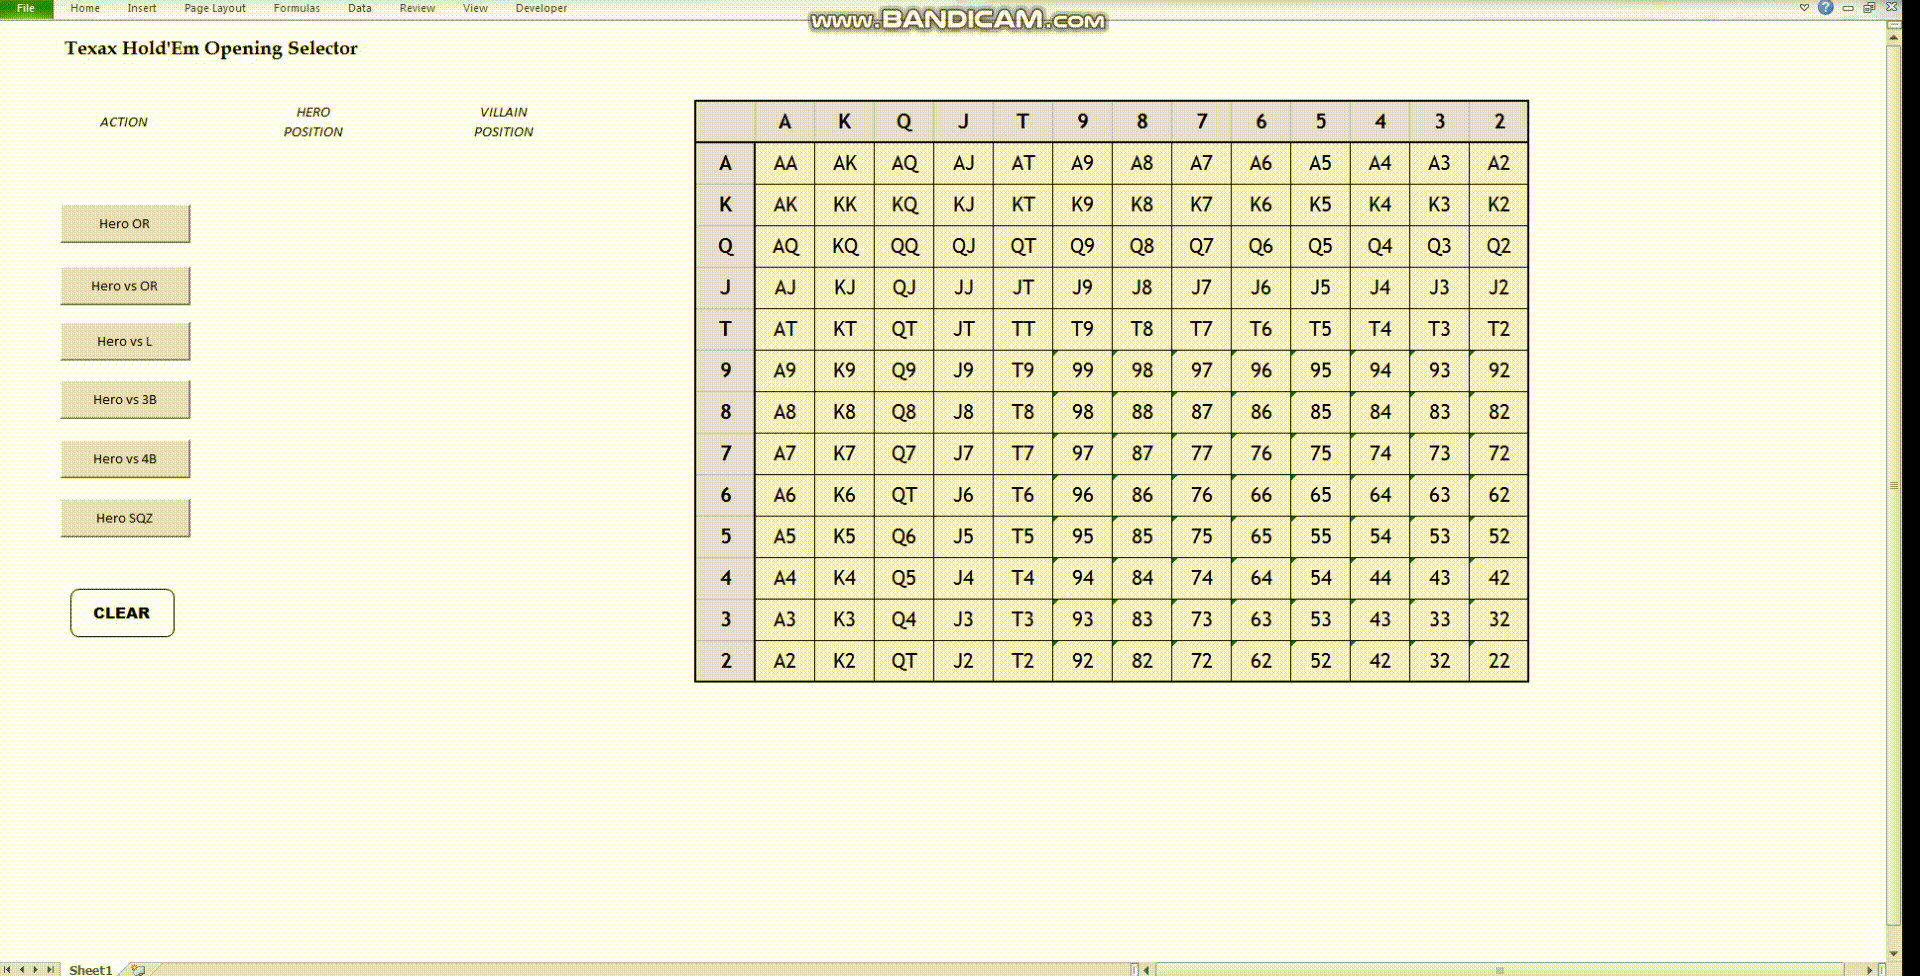 File Home Insert Page Layout Formulas Data Review View Developer
www.BANDICAM.com
Texax Hold'Em Opening Selector
ACTION
HERO
POSITION
VILLAIN
POSITION
Hero OR
Hero vs OR
Hero vs L
Hero vs 3B
Hero vs 4B
Hero SQZ
CLEAR
A K Q J T 9 8 7 6 5 4 3 2
A AA AK AQ AJ AT A9 A8 A7 A6 A5 A4 A3 A2
K AK KK KQ KJ KT K9 K8 K7 K6 K5 K4 K3 K2
Q AQ KQ QQ QJ QT Q9 Q8 Q7 Q6 Q5 Q4 Q3 Q2
J AJ KJ QJ JJ JT J9 J8 J7 J6 J5 J4 J3 J2
T AT KT QT JT TT T9 T8 T7 T6 T5 T4 T3 T2
9 A9 K9 Q9 J9 T9 99 98 97 96 95 94 93 92
8 A8 K8 Q8 J8 T8 98 88 87 86 85 84 83 82
7 A7 K7 Q7 J7 T7 97 87 77 76 75 74 73 72
6 A6 K6 QT J6 T6 96 86 76 66 65 64 63 62
5 A5 K5 Q6 J5 T5 95 85 75 65 55 54 53 52
4 A4 K4 Q5 J4 T4 94 84 74 64 54 44 43 42
3 A3 K3 Q4 J3 T3 93 83 73 63 53 43 33 32
2 A2 K2 QT J2 T2 92 82 72 62 52 42 32 22
Sheet1